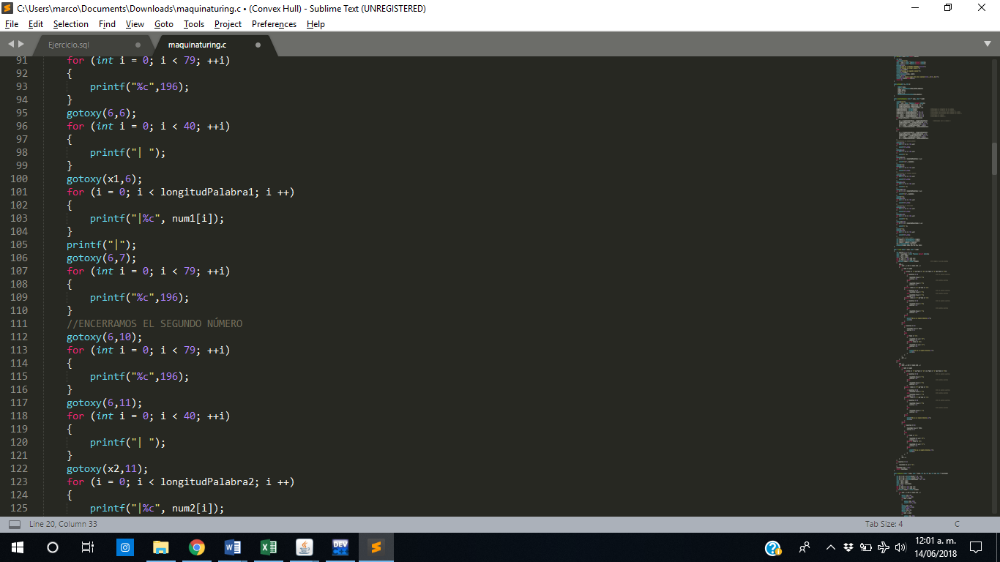 C:\Users\marco\Documents\Downloads\maquinaturing.c • (Convex Hull) - Sublime Text (UNREGISTERED)
File Edit Selection Find View Goto Tools Project Preferences Help
Ejercicio.sql maquinaturing.c
91 for (int i = 0; i < 79; ++i)
92 {
93 printf("%c",196);
94 }
95 gotoxy(6,6);
96 for (int i = 0; i < 40; ++i)
97 {
98 printf("| ");
99 }
100 gotoxy(x1,6);
101 for (i = 0; i < longitudPalabra1; i ++)
102 {
103 printf("|%c", num1[i]);
104 }
105 printf("|");
106 gotoxy(6,7);
107 for (int i = 0; i < 79; ++i)
108 {
109 printf("%c",196);
110 }
111 //ENCERRAMOS EL SEGUNDO NÚMERO
112 gotoxy(6,10);
113 for (int i = 0; i < 79; ++i)
114 {
115 printf("%c",196);
116 }
117 gotoxy(6,11);
118 for (int i = 0; i < 40; ++i)
119 {
120 printf("| ");
121 }
122 gotoxy(x2,11);
123 for (i = 0; i < longitudPalabra2; i ++)
124 {
125 printf("|%c", num2[i]);
Line 20, Column 33 Tab Size: 4 C
DEV
12:01 a. m.
14/06/2018